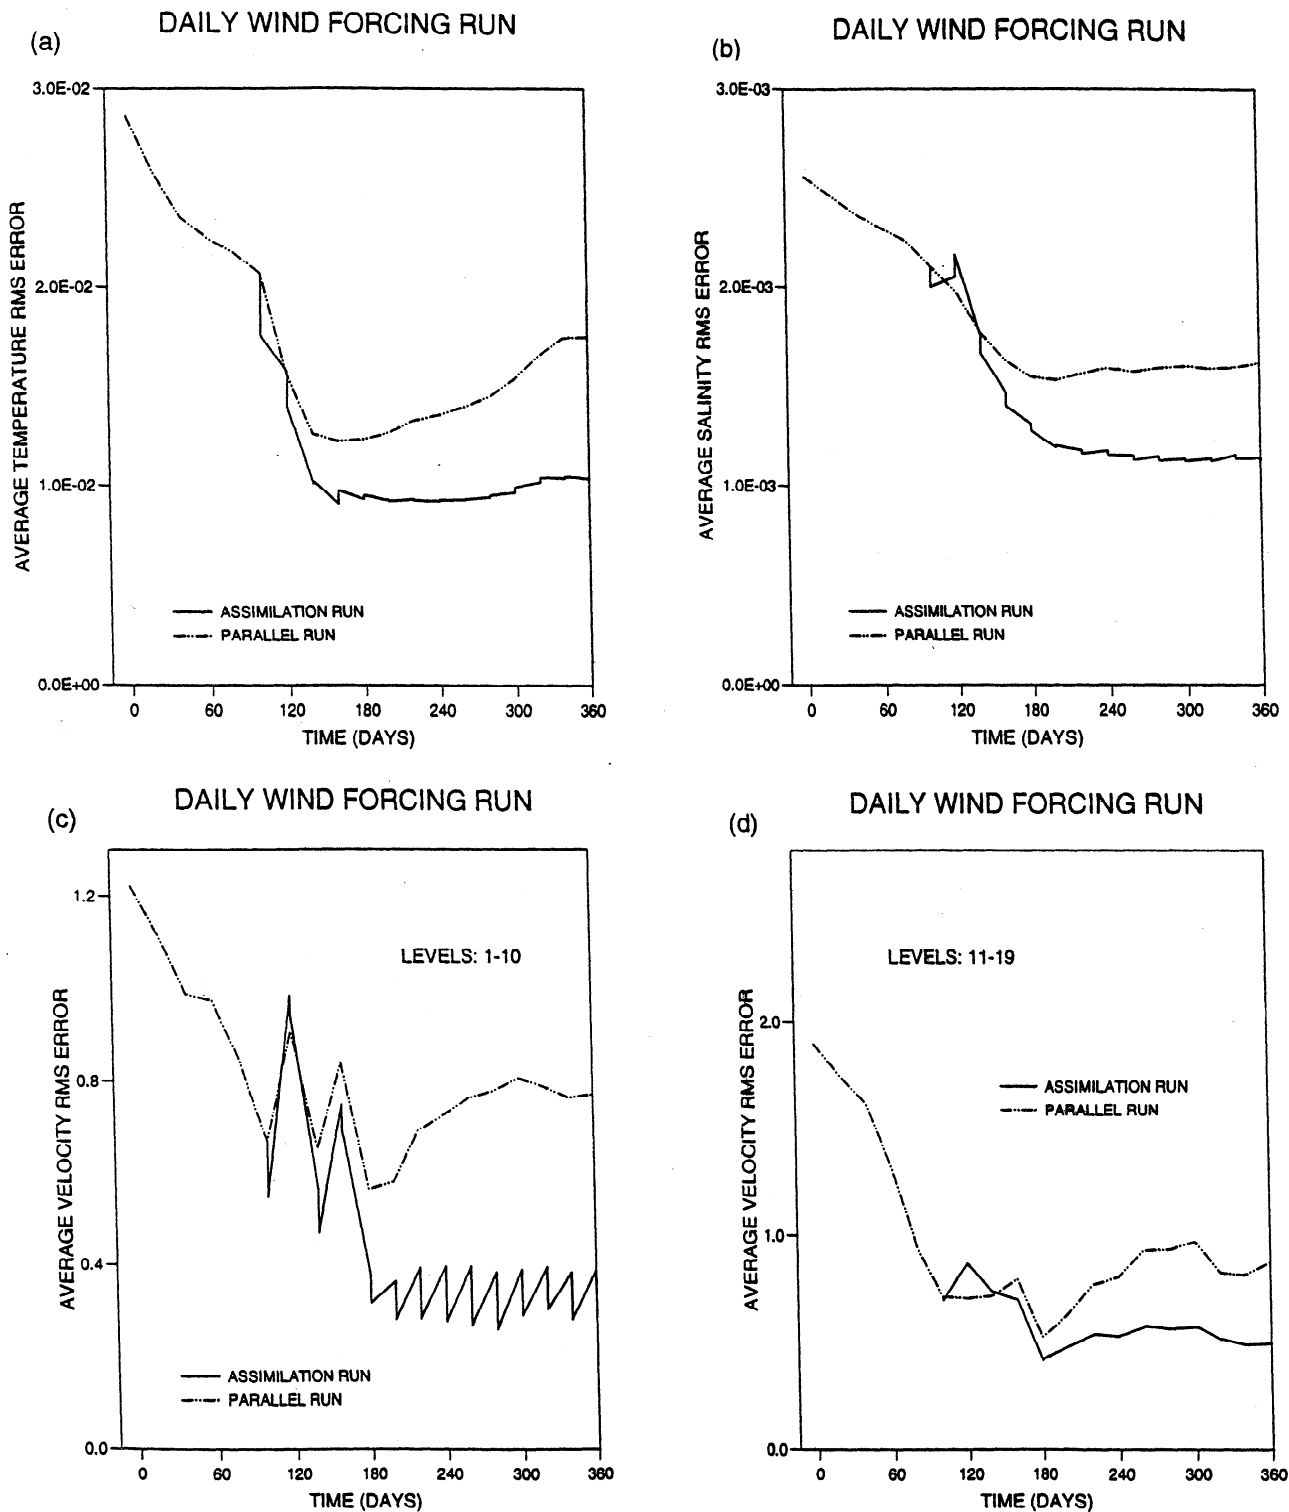 (a)
DAILY WIND FORCING RUN
AVERAGE TEMPERATURE RMS ERROR
3.0E-02
2.0E-02
1.0E-02
0.0E+00
ASSIMILATION RUN
PARALLEL RUN
0 60 120 180 240 300 360
TIME (DAYS)
(b)
DAILY WIND FORCING RUN
AVERAGE SALINITY RMS ERROR
3.0E-03
2.0E-03
1.0E-03
0.0E+00
ASSIMILATION RUN
PARALLEL RUN
0 60 120 180 240 300 360
TIME (DAYS)
(c)
DAILY WIND FORCING RUN
AVERAGE VELOCITY RMS ERROR
1.2
0.8
0.4
0.0
LEVELS: 1-10
ASSIMILATION RUN
PARALLEL RUN
0 60 120 180 240 300 360
TIME (DAYS)
(d)
DAILY WIND FORCING RUN
AVERAGE VELOCITY RMS ERROR
2.0
1.0
0.0
LEVELS: 11-19
ASSIMILATION RUN
PARALLEL RUN
0 60 120 180 240 300 360
TIME (DAYS)